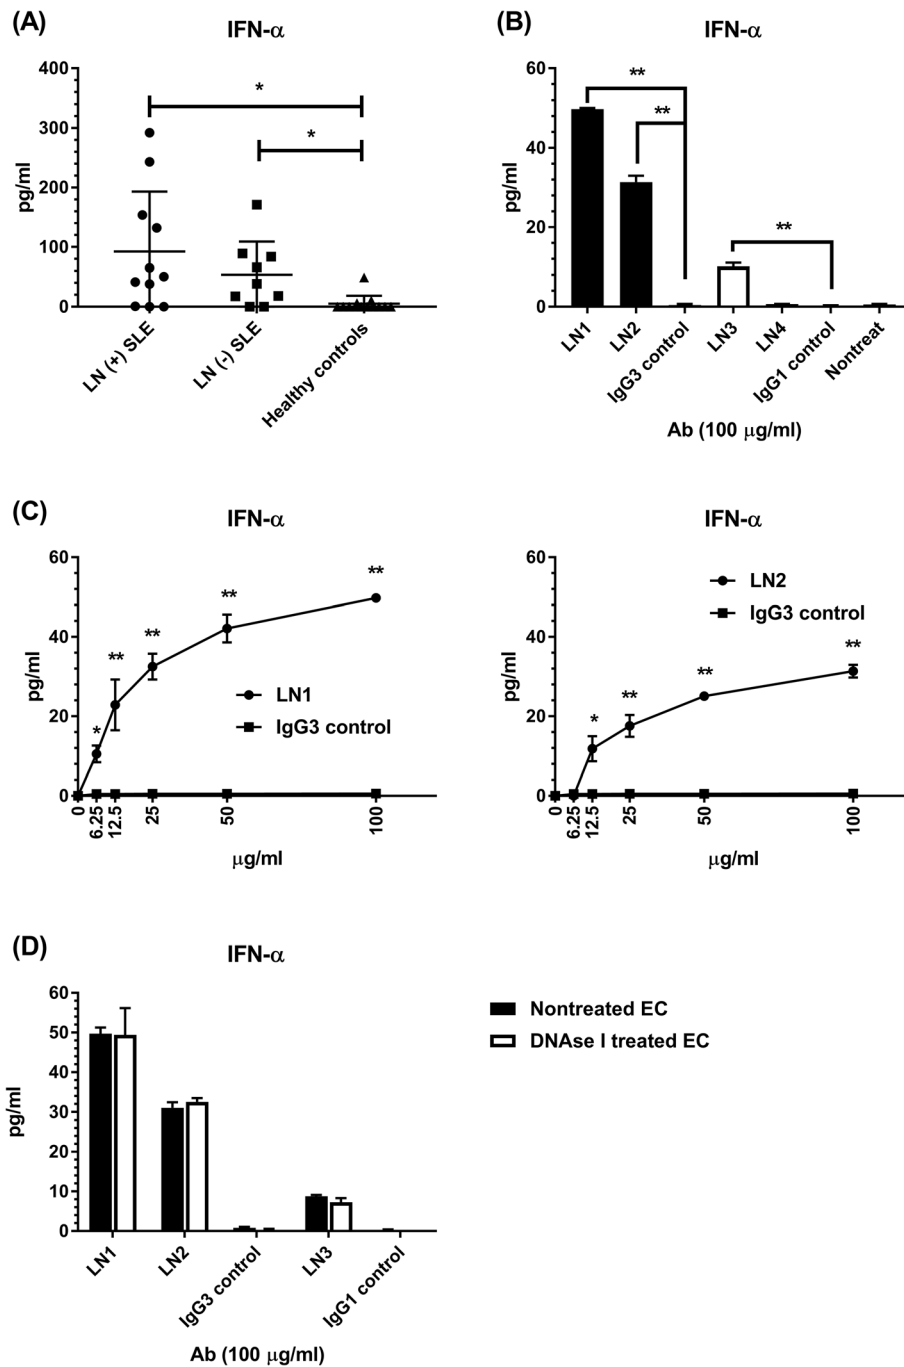 (A)
IFN-α
400
300
200
100
0
pg/ml
*
*
LN (+) SLE
LN (-) SLE
Healthy controls
(B)
IFN-α
60
40
20
0
pg/ml
**
**
**
LN1
LN2
IgG3 control
LN3
LN4
IgG1 control
Nontreat
Ab (100 μg/ml)
(C)
IFN-α
60
40
20
0
pg/ml
*
**
**
**
**
LN1
IgG3 control
0
6.25
12.5
25
50
100
μg/ml
IFN-α
60
40
20
0
pg/ml
*
**
**
**
LN2
IgG3 control
0
6.25
12.5
25
50
100
μg/ml
(D)
IFN-α
60
50
40
30
20
10
0
pg/ml
LN1
LN2
IgG3 control
LN3
IgG1 control
Ab (100 μg/ml)
Nontreated EC
DNAse I treated EC